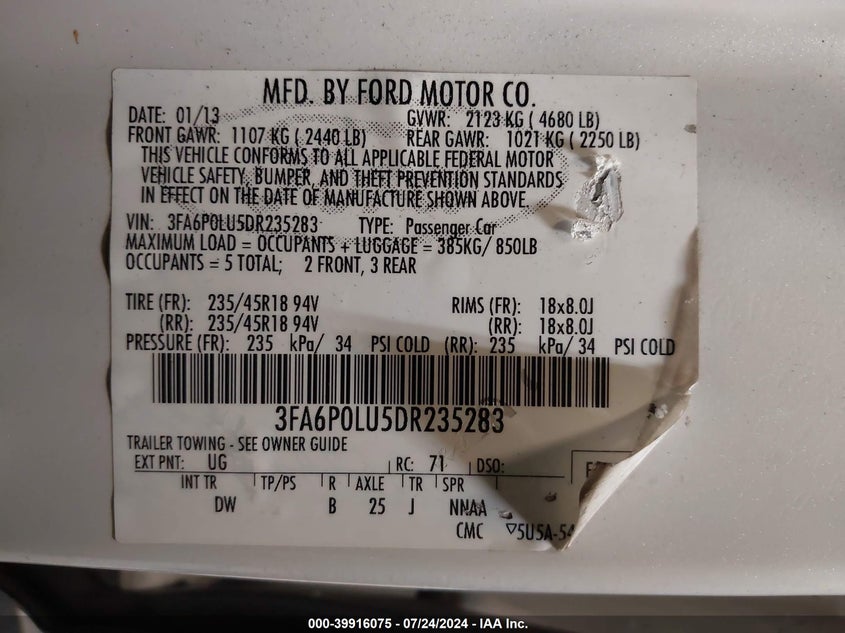 MFD. BY FORD MOTOR CO.
DATE: 01/13 GVWR: 2123 KG ( 4680 LB)
FRONT GAWR: 1107 KG ( 2440 LB) REAR GAWR: 1021 KG ( 2250 LB)
THIS VEHICLE CONFORMS TO ALL APPLICABLE FEDERAL MOTOR
VEHICLE SAFETY, BUMPER, AND THEFT PREVENTION STANDARDS
IN EFFECT ON THE DATE OF MANUFACTURE SHOWN ABOVE.
VIN: 3FA6P0LU5DR235283 TYPE: Passenger Car
MAXIMUM LOAD = OCCUPANTS + LUGGAGE = 385KG/ 850LB
OCCUPANTS = 5 TOTAL; 2 FRONT, 3 REAR
TIRE (FR): 235/45R18 94V RIMS (FR): 18x8.0J
(RR): 235/45R18 94V (RR): 18x8.0J
PRESSURE (FR): 235 kPa/ 34 PSI COLD (RR): 235 kPa/ 34 PSI COLD
3FA6P0LU5DR235283
TRAILER TOWING - SEE OWNER GUIDE
EXT PNT: UG RC: 71 DSO:
INT TR TP/PS R AXLE TR SPR
DW B 25 J NNAA
CMC ▽5U5A-54
000-39916075 / 07/24/2024 - IAA Inc.